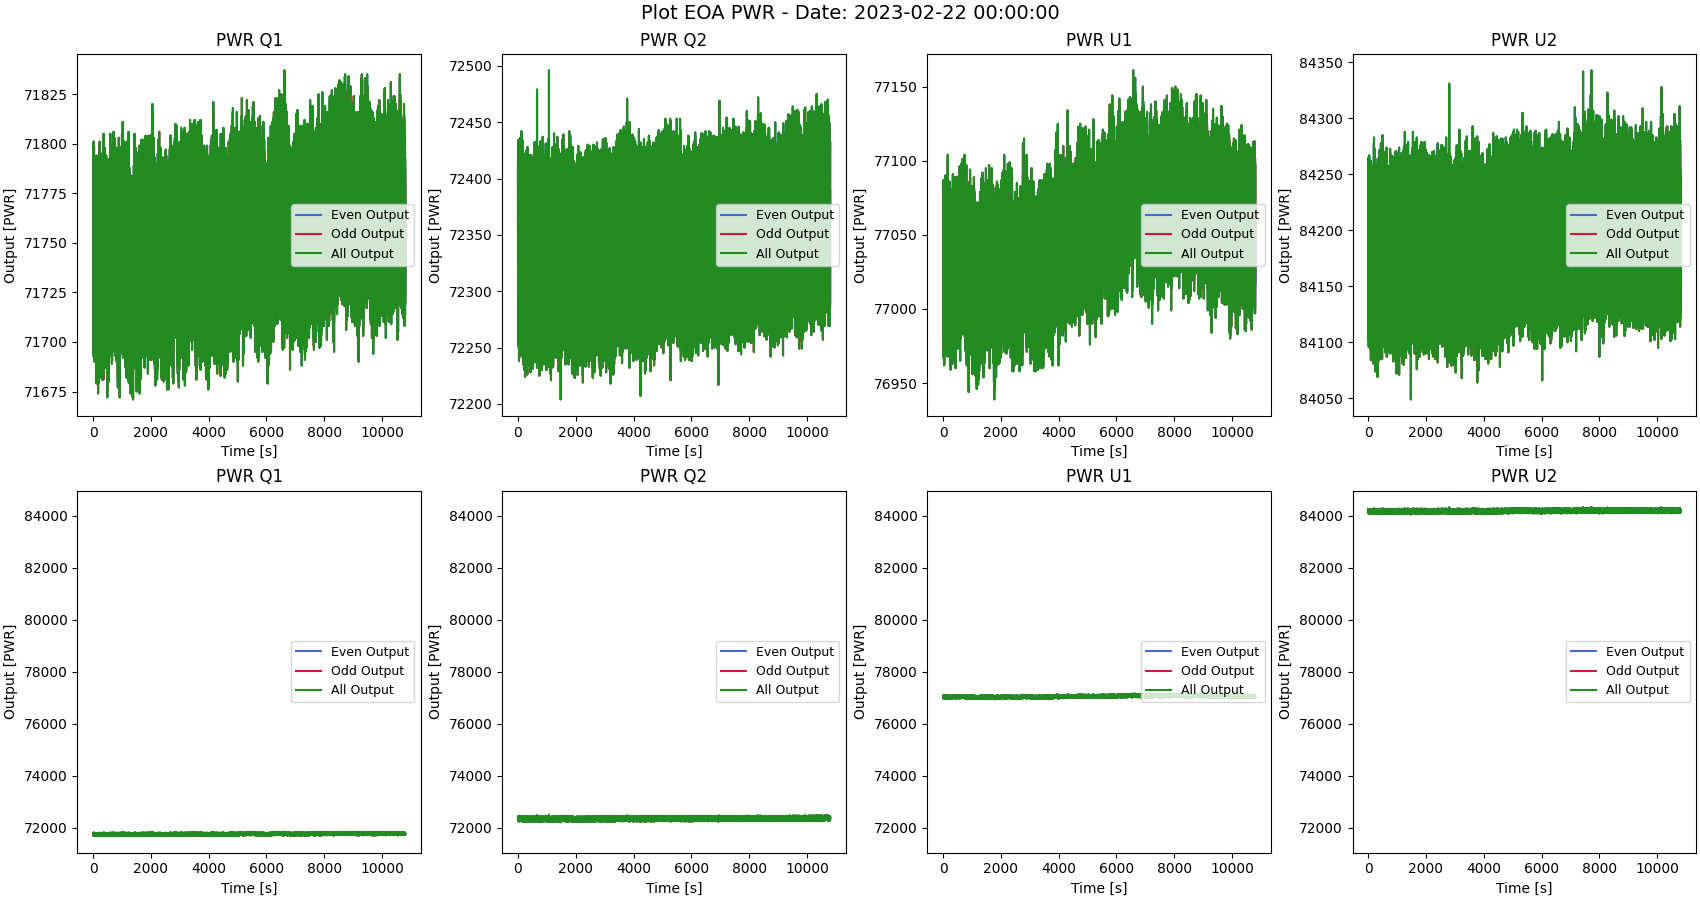 Plot EOA PWR - Date: 2023-02-22 00:00:00
PWR Q1
PWR Q2
PWR U1
PWR U2
Output [PWR]
71825
71800
71775
71750
71725
71700
71675
Even Output
Odd Output
All Output
0 2000 4000 6000 8000 10000
Time [s]
Output [PWR]
72500
72450
72400
72350
72300
72250
72200
Even Output
Odd Output
All Output
0 2000 4000 6000 8000 10000
Time [s]
Output [PWR]
77150
77100
77050
77000
76950
Even Output
Odd Output
All Output
0 2000 4000 6000 8000 10000
Time [s]
Output [PWR]
84350
84300
84250
84200
84150
84100
84050
Even Output
Odd Output
All Output
0 2000 4000 6000 8000 10000
Time [s]
PWR Q1
PWR Q2
PWR U1
PWR U2
Output [PWR]
84000
82000
80000
78000
76000
74000
72000
Even Output
Odd Output
All Output
0 2000 4000 6000 8000 10000
Time [s]
Output [PWR]
84000
82000
80000
78000
76000
74000
72000
Even Output
Odd Output
All Output
0 2000 4000 6000 8000 10000
Time [s]
Output [PWR]
84000
82000
80000
78000
76000
74000
72000
Even Output
Odd Output
All Output
0 2000 4000 6000 8000 10000
Time [s]
Output [PWR]
84000
82000
80000
78000
76000
74000
72000
Even Output
Odd Output
All Output
0 2000 4000 6000 8000 10000
Time [s]